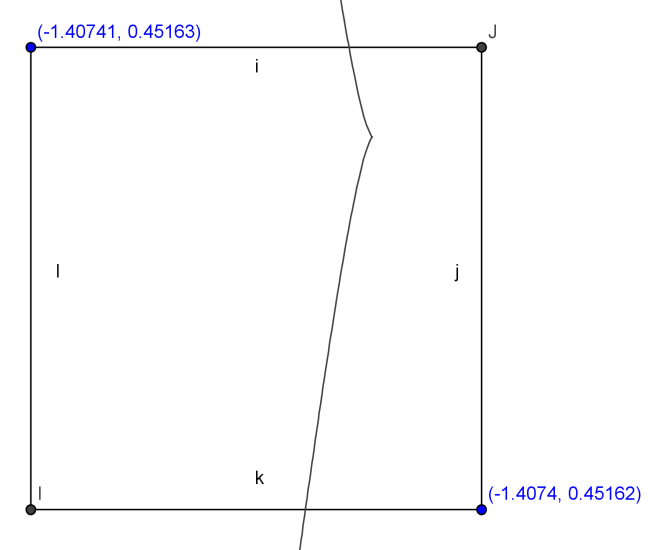 (-1.40741, 0.45163)
J
i
l
j
k
I
(-1.4074, 0.45162)